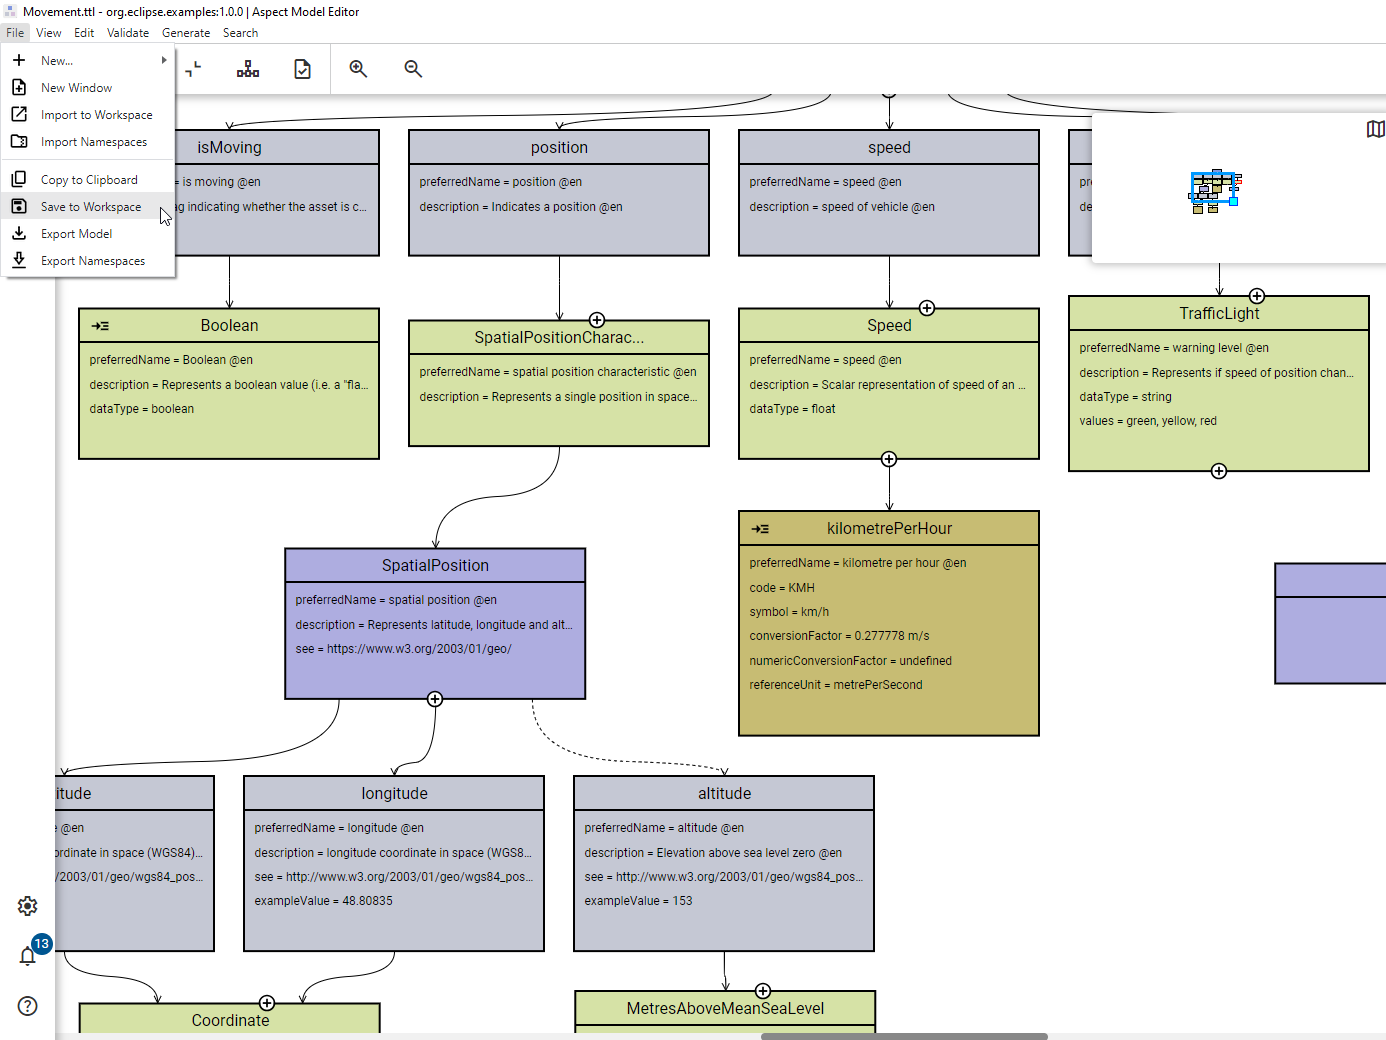 Movement.ttl - org.eclipse.examples:1.0.0 | Aspect Model Editor
File View Edit Validate Generate Search
New...
New Window
Import to Workspace
Import Namespaces
Copy to Clipboard
Save to Workspace
Export Model
Export Namespaces
isMoving
= is moving @en
ag indicating whether the asset is c...
position
preferredName = position @en
description = Indicates a position @en
speed
preferredName = speed @en
description = speed of vehicle @en
pre
de
Boolean
preferredName = Boolean @en
description = Represents a boolean value (i.e. a "fla...
dataType = boolean
SpatialPositionCharac...
preferredName = spatial position characteristic @en
description = Represents a single position in space...
Speed
preferredName = speed @en
description = Scalar representation of speed of an ...
dataType = float
TrafficLight
preferredName = warning level @en
description = Represents if speed of position chan...
dataType = string
values = green, yellow, red
SpatialPosition
preferredName = spatial position @en
description = Represents latitude, longitude and alt...
see = https://www.w3.org/2003/01/geo/
kilometrePerHour
preferredName = kilometre per hour @en
code = KMH
symbol = km/h
conversionFactor = 0.277778 m/s
numericConversionFactor = undefined
referenceUnit = metrePerSecond
itude
@en
ordinate in space (WGS84)...
/2003/01/geo/wgs84_pos...
longitude
preferredName = longitude @en
description = longitude coordinate in space (WGS8...
see = http://www.w3.org/2003/01/geo/wgs84_pos...
exampleValue = 48.80835
altitude
preferredName = altitude @en
description = Elevation above sea level zero @en
see = http://www.w3.org/2003/01/geo/wgs84_pos...
exampleValue = 153
13
Coordinate
MetresAboveMeanSeaLevel